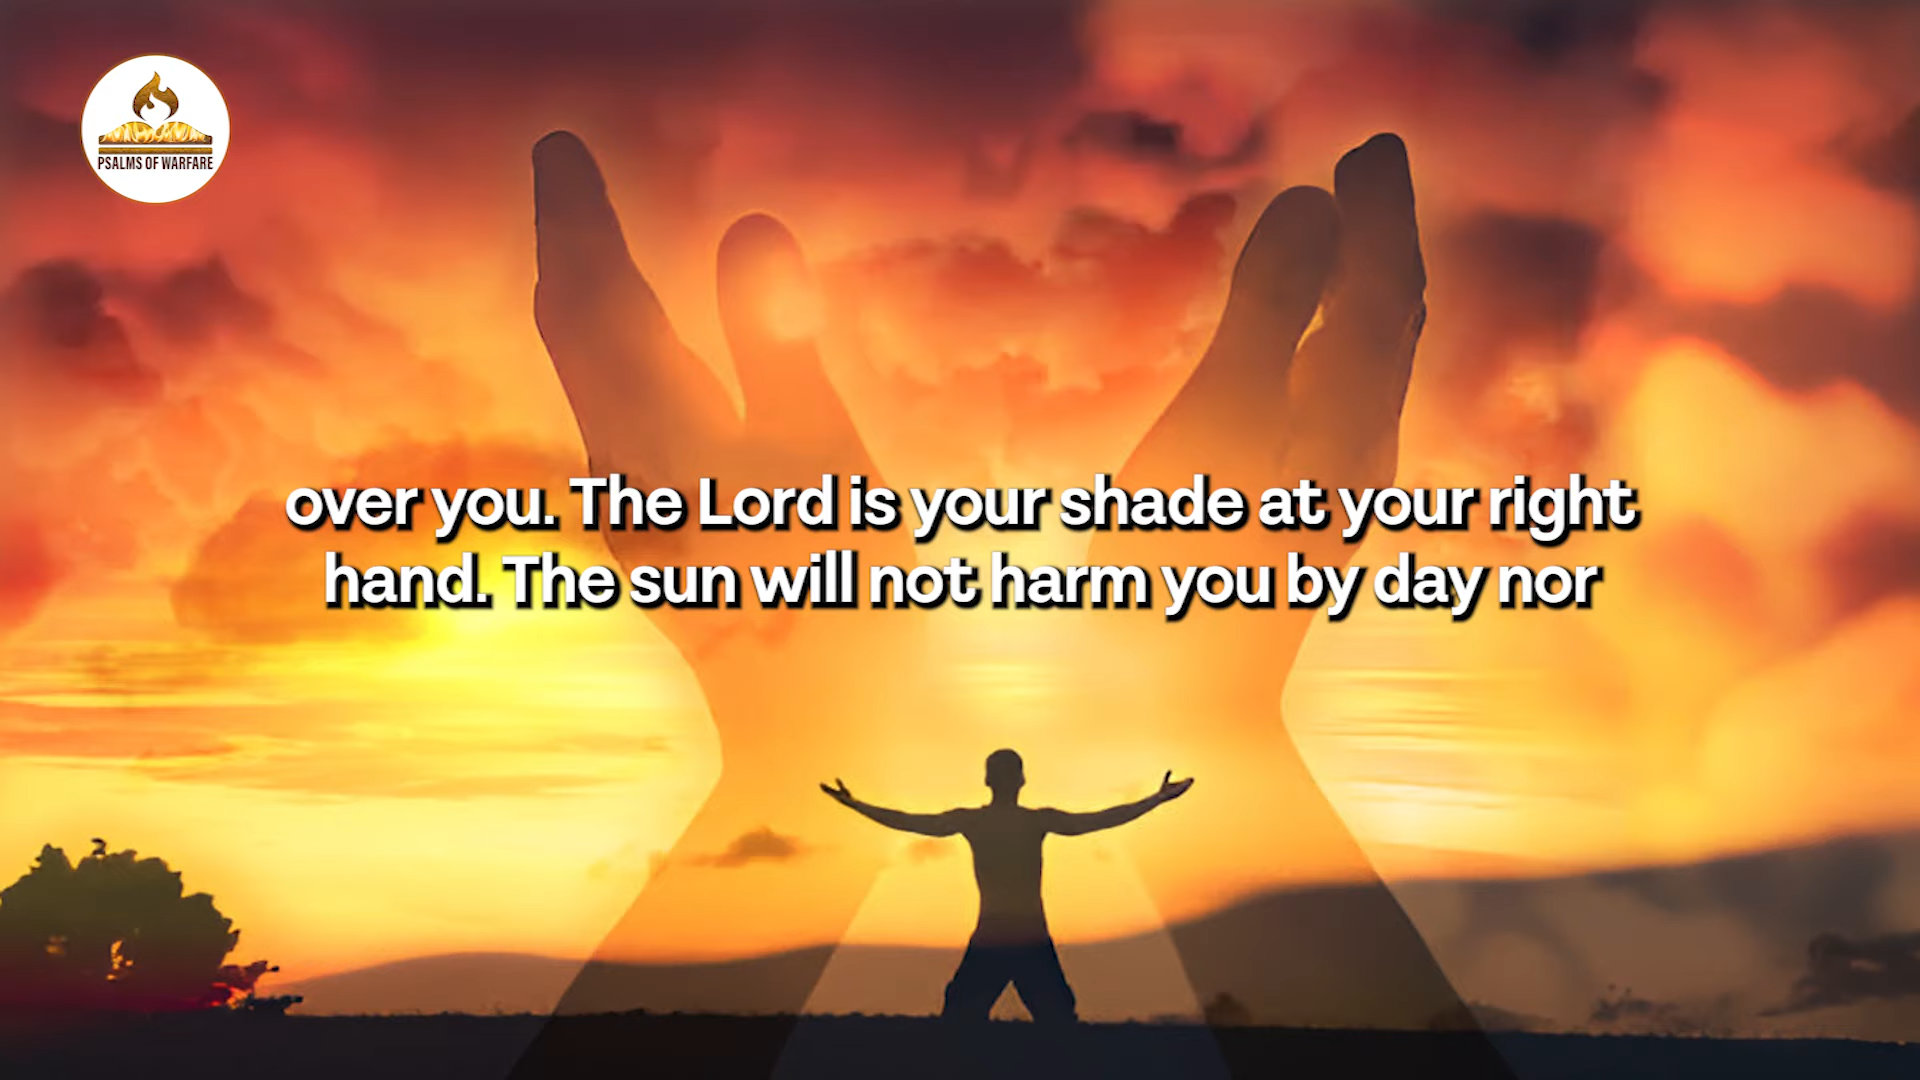 PSALMS OF WARFARE
over you. The Lord is your shade at your right
hand. The sun will not harm you by day nor